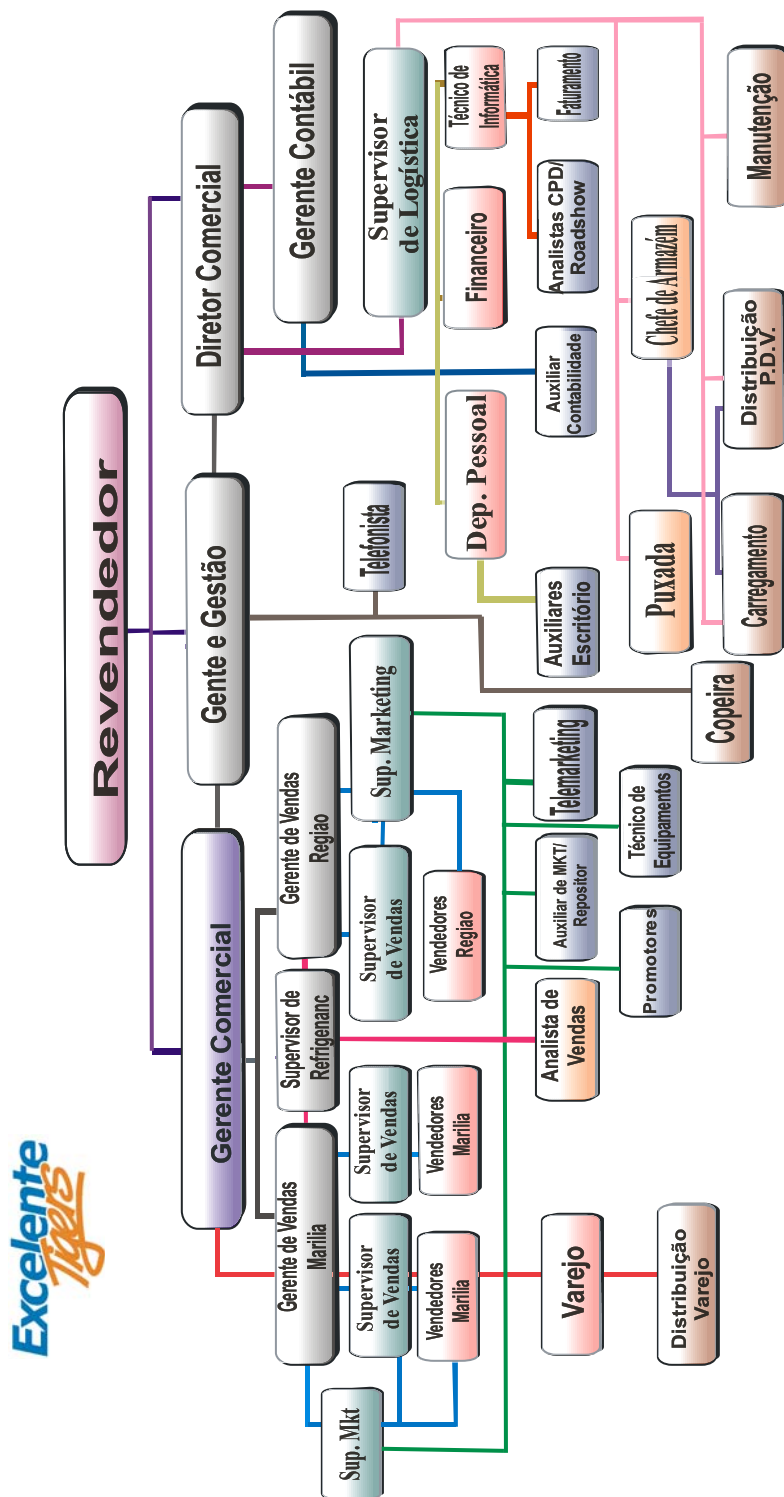 Excelente
Tigers
Revendedor
Gerente Comercial
Gente e Gestão
Diretor Comercial
Gerente de Vendas
Marilia
Supervisor de
Refrigenanc
Gerente de Vendas
Regiao
Gerente Contábil
Sup. Mkt
Supervisor
de Vendas
Supervisor
de Vendas
Supervisor
de Vendas
Sup. Marketing
Telefonista
Supervisor
de Logística
Vendedores
Marilia
Vendedores
Marilia
Vendedores
Regiao
Dep. Pessoal
Financeiro
Técnico de
Informática
Varejo
Analista de
Vendas
Auxiliar de MKT/
Repositor
Telemarketing
Auxiliares
Escritório
Auxiliar
Contabilidade
Analistas CPD/
Roadshow
Faturamento
Promotores
Técnico de
Equipamentos
Puxada
Chefe de Armazém
Distribuição
Varejo
Copeira
Carregamento
Distribuição
P.D.V.
Manutenção